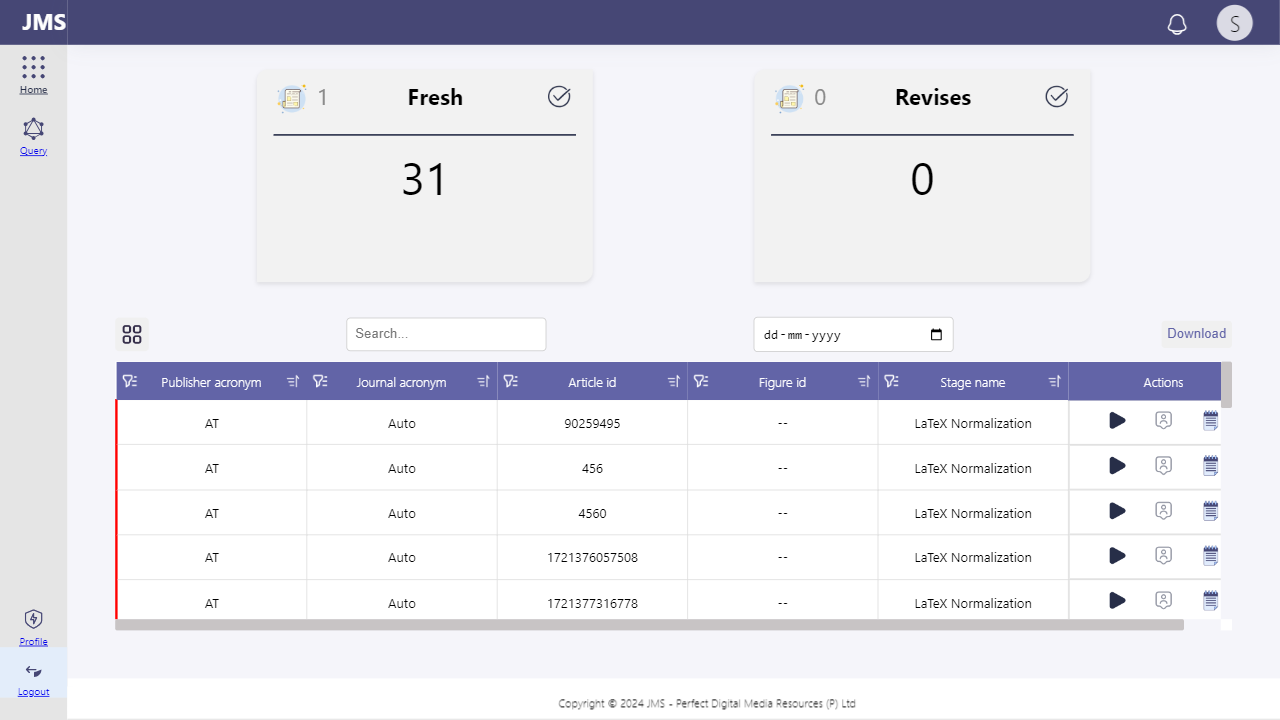 JMS S
Home
Query
1 Fresh
31
0 Revises
0
Search... dd-mm-yyyy Download
Publisher acronym Journal acronym Article id Figure id Stage name Actions
AT Auto 90259495 -- LaTeX Normalization
AT Auto 456 -- LaTeX Normalization
AT Auto 4560 -- LaTeX Normalization
AT Auto 1721376057508 -- LaTeX Normalization
AT Auto 1721377316778 -- LaTeX Normalization
Profile
Logout
Copyright © 2024 JMS - Perfect Digital Media Resources (P) Ltd